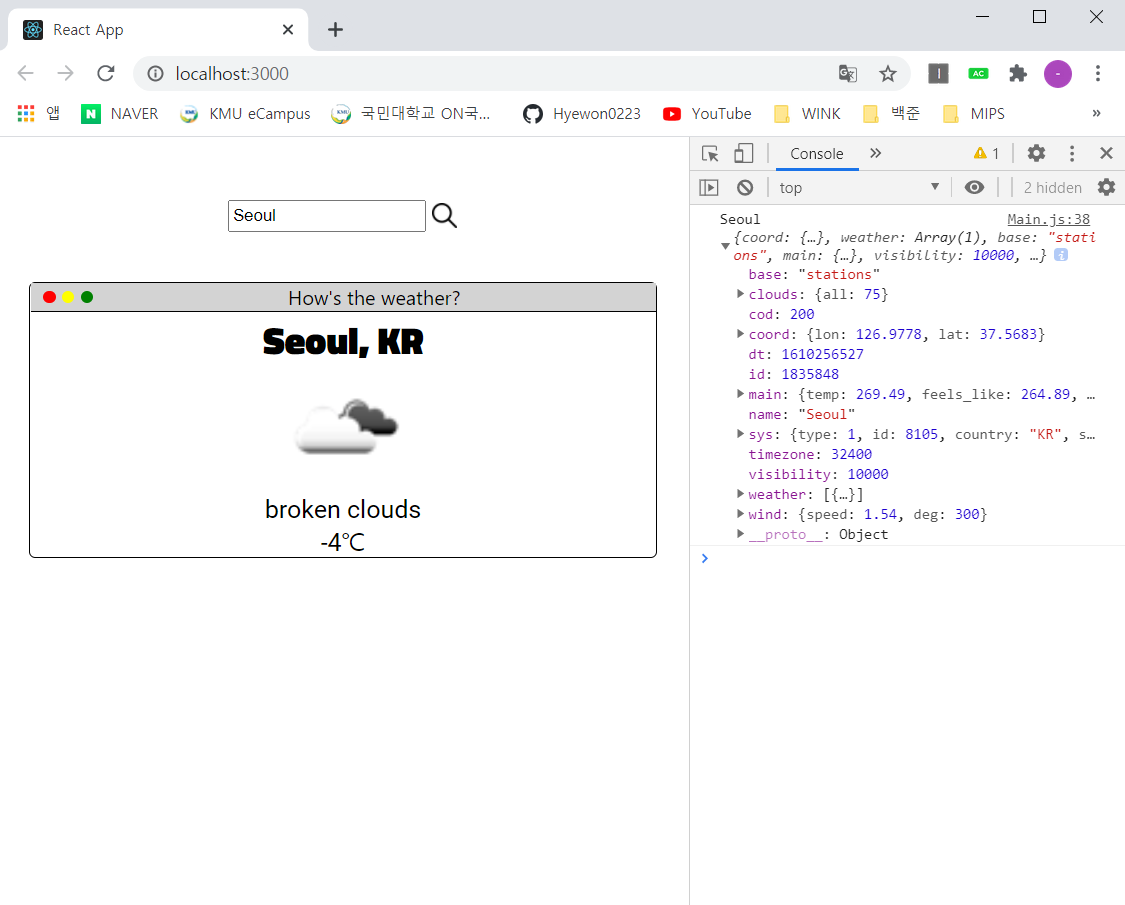 React App
localhost:3000
앱 NAVER KMU eCampus 국민대학교 ON국... Hyewon0223 YouTube WINK 백준 MIPS »
Seoul
How's the weather?
Seoul, KR
broken clouds
-4℃
Console » 1
top 2 hidden
Seoul Main.js:38
{coord: {…}, weather: Array(1), base: "stati
ons", main: {…}, visibility: 10000, …}
base: "stations"
clouds: {all: 75}
cod: 200
coord: {lon: 126.9778, lat: 37.5683}
dt: 1610256527
id: 1835848
main: {temp: 269.49, feels_like: 264.89, …
name: "Seoul"
sys: {type: 1, id: 8105, country: "KR", s…
timezone: 32400
visibility: 10000
weather: [{…}]
wind: {speed: 1.54, deg: 300}
__proto__: Object